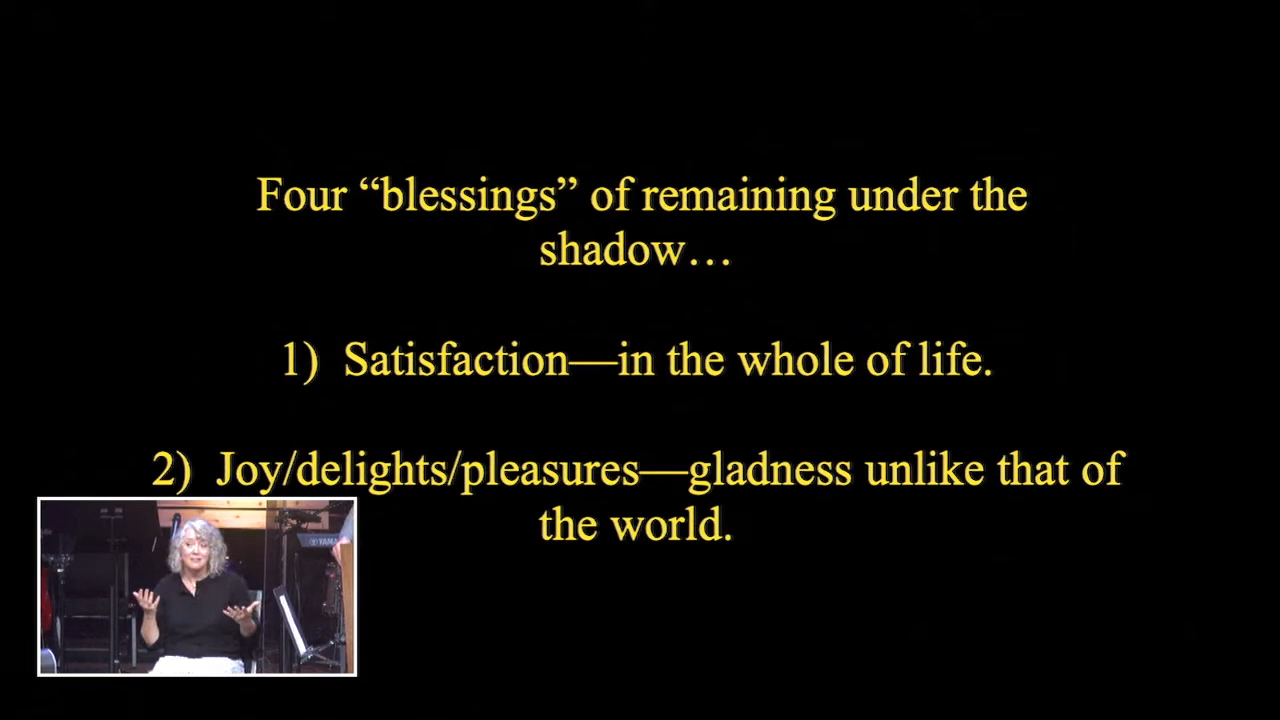 Four “blessings” of remaining under the
shadow…
1) Satisfaction—in the whole of life.
2) Joy/delights/pleasures—gladness unlike that of
the world.
YAMA